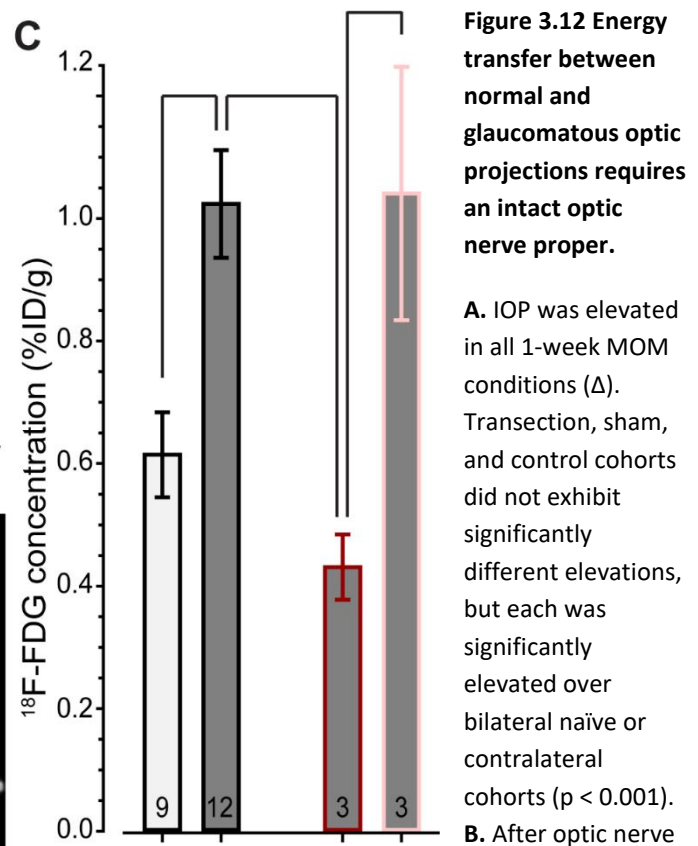 C
¹⁸F-FDG concentration (%ID/g)
1.2
1.0
0.8
0.6
0.4
0.2
0.0
9 12 3 3
Figure 3.12 Energy
transfer between
normal and
glaucomatous optic
projections requires
an intact optic
nerve proper.
A. IOP was elevated
in all 1-week MOM
conditions (Δ).
Transection, sham,
and control cohorts
did not exhibit
significantly
different elevations,
but each was
significantly
elevated over
bilateral naïve or
contralateral
cohorts (p < 0.001).
B. After optic nerve